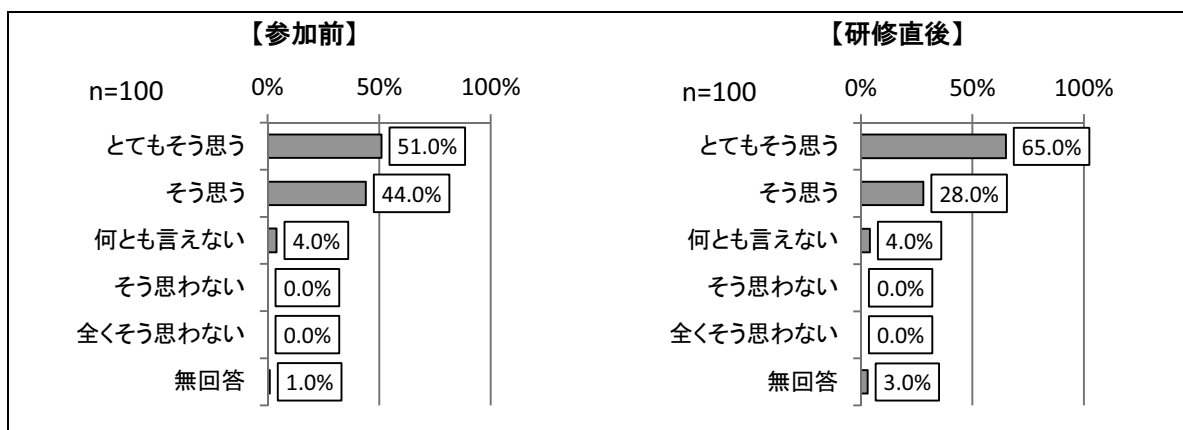 【参加前】
n=100
0% 50% 100%
とてもそう思う 51.0%
そう思う 44.0%
何とも言えない 4.0%
そう思わない 0.0%
全くそう思わない 0.0%
無回答 1.0%
【研修直後】
n=100
0% 50% 100%
とてもそう思う 65.0%
そう思う 28.0%
何とも言えない 4.0%
そう思わない 0.0%
全くそう思わない 0.0%
無回答 3.0%